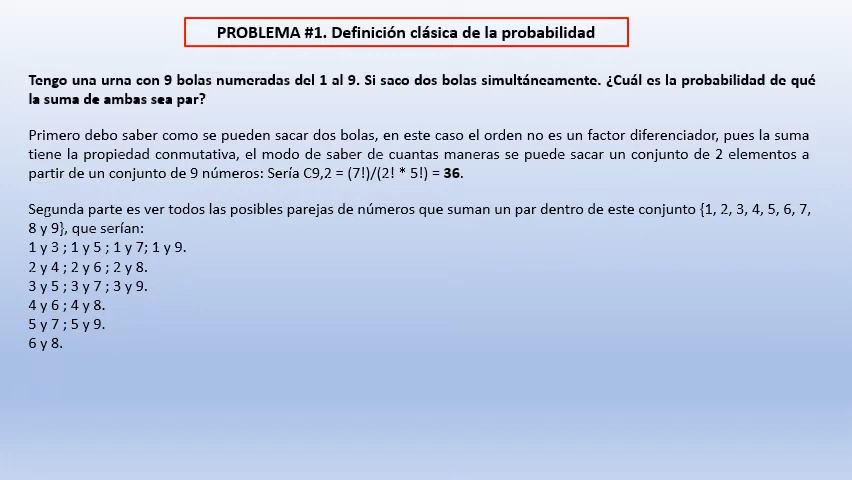 PROBLEMA #1. Definición clásica de la probabilidad
Tengo una urna con 9 bolas numeradas del 1 al 9. Si saco dos bolas simultáneamente. ¿Cuál es la probabilidad de qué
la suma de ambas sea par?
Primero debo saber como se pueden sacar dos bolas, en este caso el orden no es un factor diferenciador, pues la suma
tiene la propiedad conmutativa, el modo de saber de cuantas maneras se puede sacar un conjunto de 2 elementos a
partir de un conjunto de 9 números: Sería C9,2 = (7!)/(2! * 5!) = 36.
Segunda parte es ver todos las posibles parejas de números que suman un par dentro de este conjunto {1, 2, 3, 4, 5, 6, 7,
8 y 9}, que serían:
1 y 3 ; 1 y 5 ; 1 y 7; 1 y 9.
2 y 4 ; 2 y 6 ; 2 y 8.
3 y 5 ; 3 y 7 ; 3 y 9.
4 y 6 ; 4 y 8.
5 y 7 ; 5 y 9.
6 y 8.